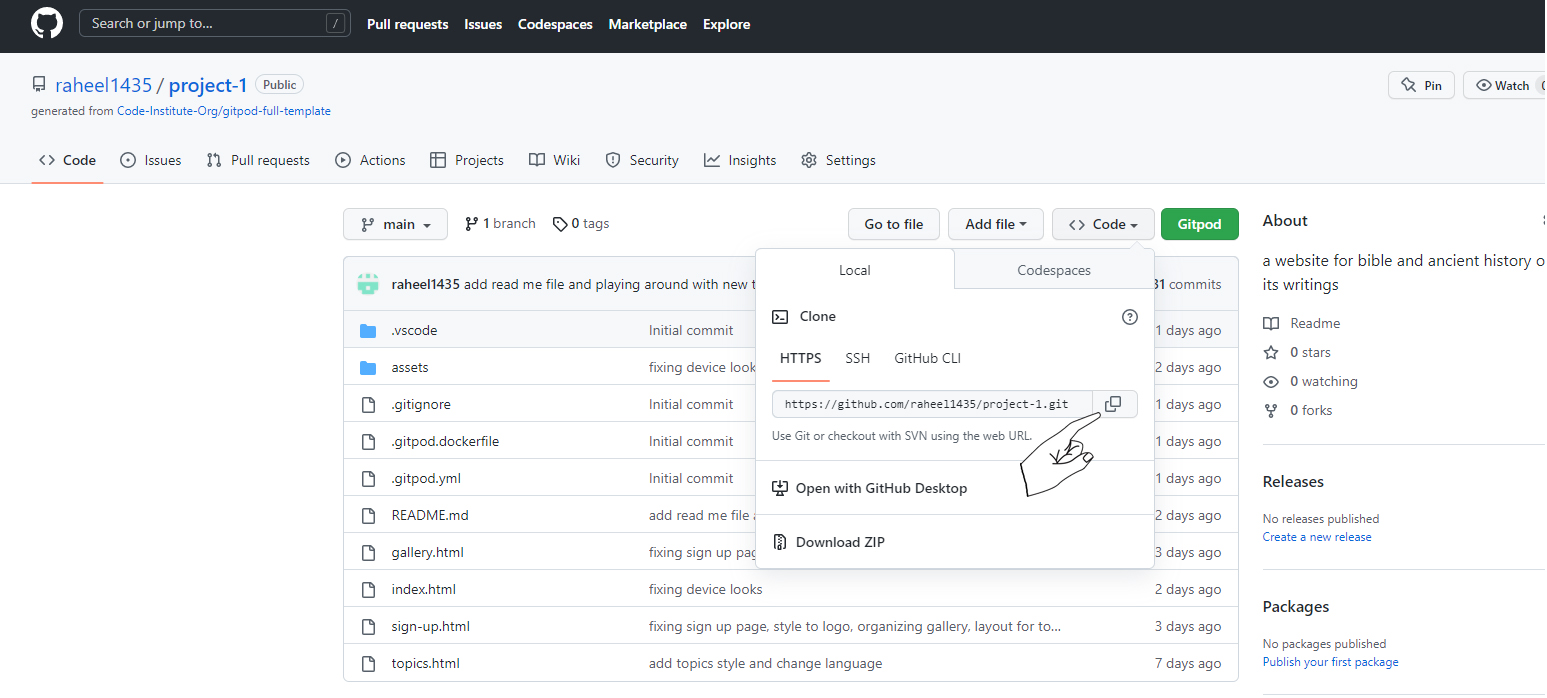 Search or jump to... /
Pull requests Issues Codespaces Marketplace Explore
raheel1435 / project-1 Public
Pin Watch
generated from Code-Institute-Org/gitpod-full-template
Code Issues Pull requests Actions Projects Wiki Security Insights Settings
main 1 branch 0 tags Go to file Add file Code Gitpod
Local Codespaces
Clone
HTTPS SSH GitHub CLI
https://github.com/raheel1435/project-1.git
Use Git or checkout with SVN using the web URL.
Open with GitHub Desktop
Download ZIP
raheel1435 add read me file and playing around with new commits
.vscode Initial commit 1 days ago
assets fixing device look 2 days ago
.gitignore Initial commit 1 days ago
.gitpod.dockerfile Initial commit 1 days ago
.gitpod.yml Initial commit 1 days ago
README.md add read me file 2 days ago
gallery.html fixing sign up 3 days ago
index.html fixing device looks 2 days ago
sign-up.html fixing sign up page, style to logo, organizing gallery, layout for to... 3 days ago
topics.html add topics style and change language 7 days ago
About
a website for bible and ancient history o
its writings
Readme
0 stars
0 watching
0 forks
Releases
No releases published
Create a new release
Packages
No packages published
Publish your first package